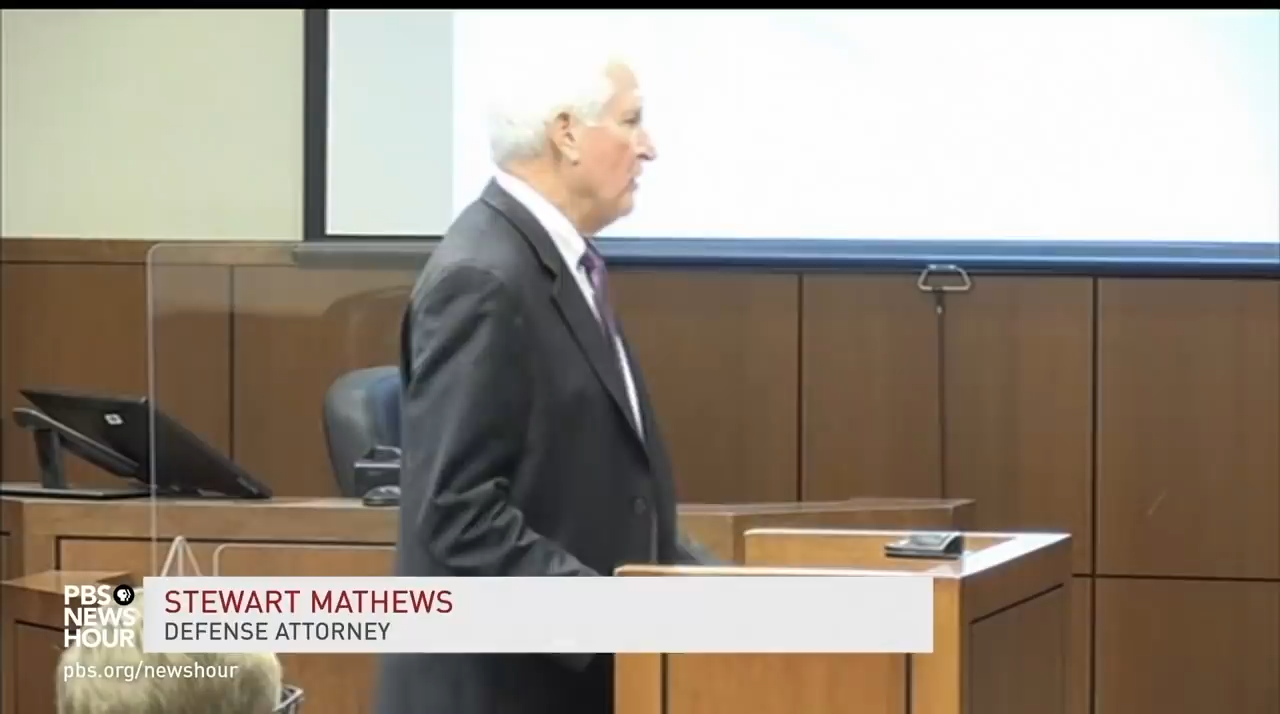 STEWART MATHEWS
DEFENSE ATTORNEY
PBS
NEWS
HOUR
pbs.org/newshour